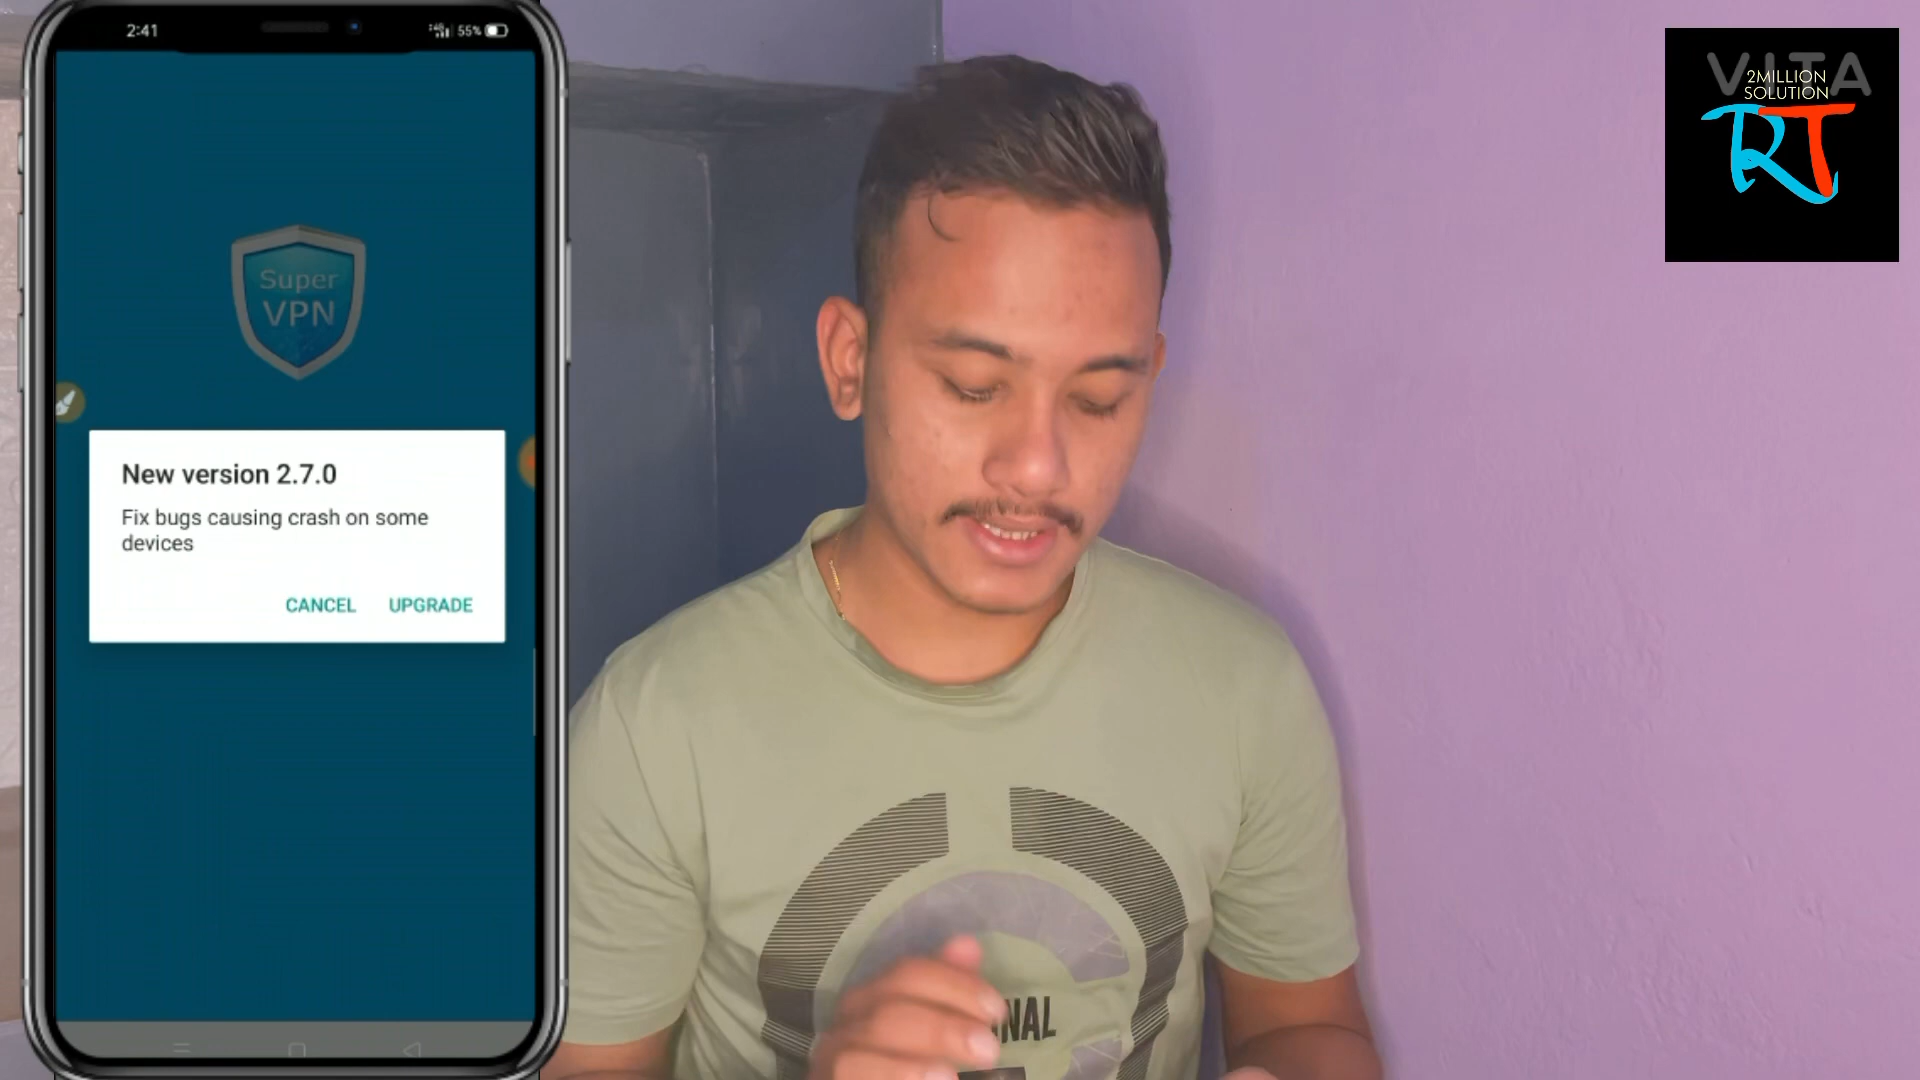 2:41
55%
Super
VPN
New version 2.7.0
Fix bugs causing crash on some
devices
CANCEL UPGRADE
VITA
2MILLION
SOLUTION
RT
NAL